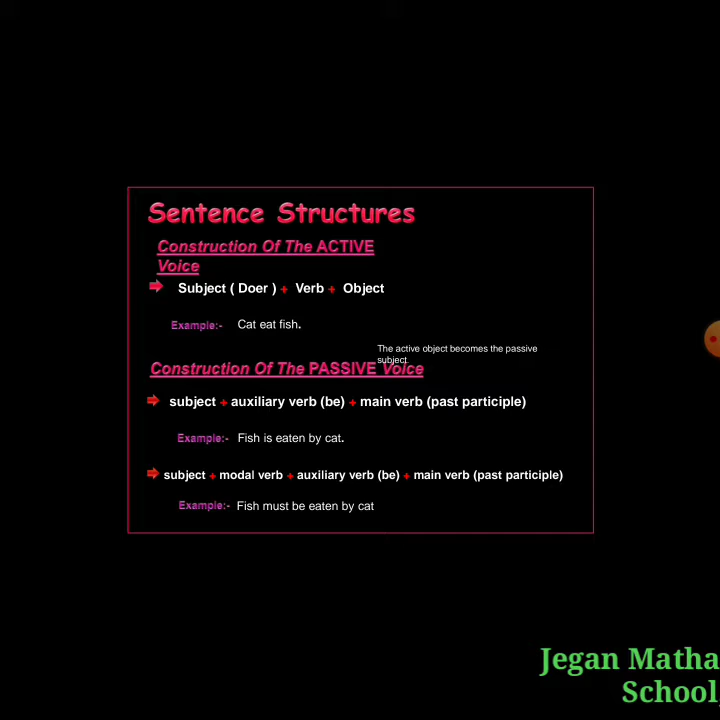 Sentence Structures
Construction Of The ACTIVE
Voice
Subject ( Doer ) + Verb + Object
Example:- Cat eat fish.
The active object becomes the passive
subject.
Construction Of The PASSIVE Voice
subject + auxiliary verb (be) + main verb (past participle)
Example:- Fish is eaten by cat.
subject + modal verb + auxiliary verb (be) + main verb (past participle)
Example:- Fish must be eaten by cat
Jegan Matha
School